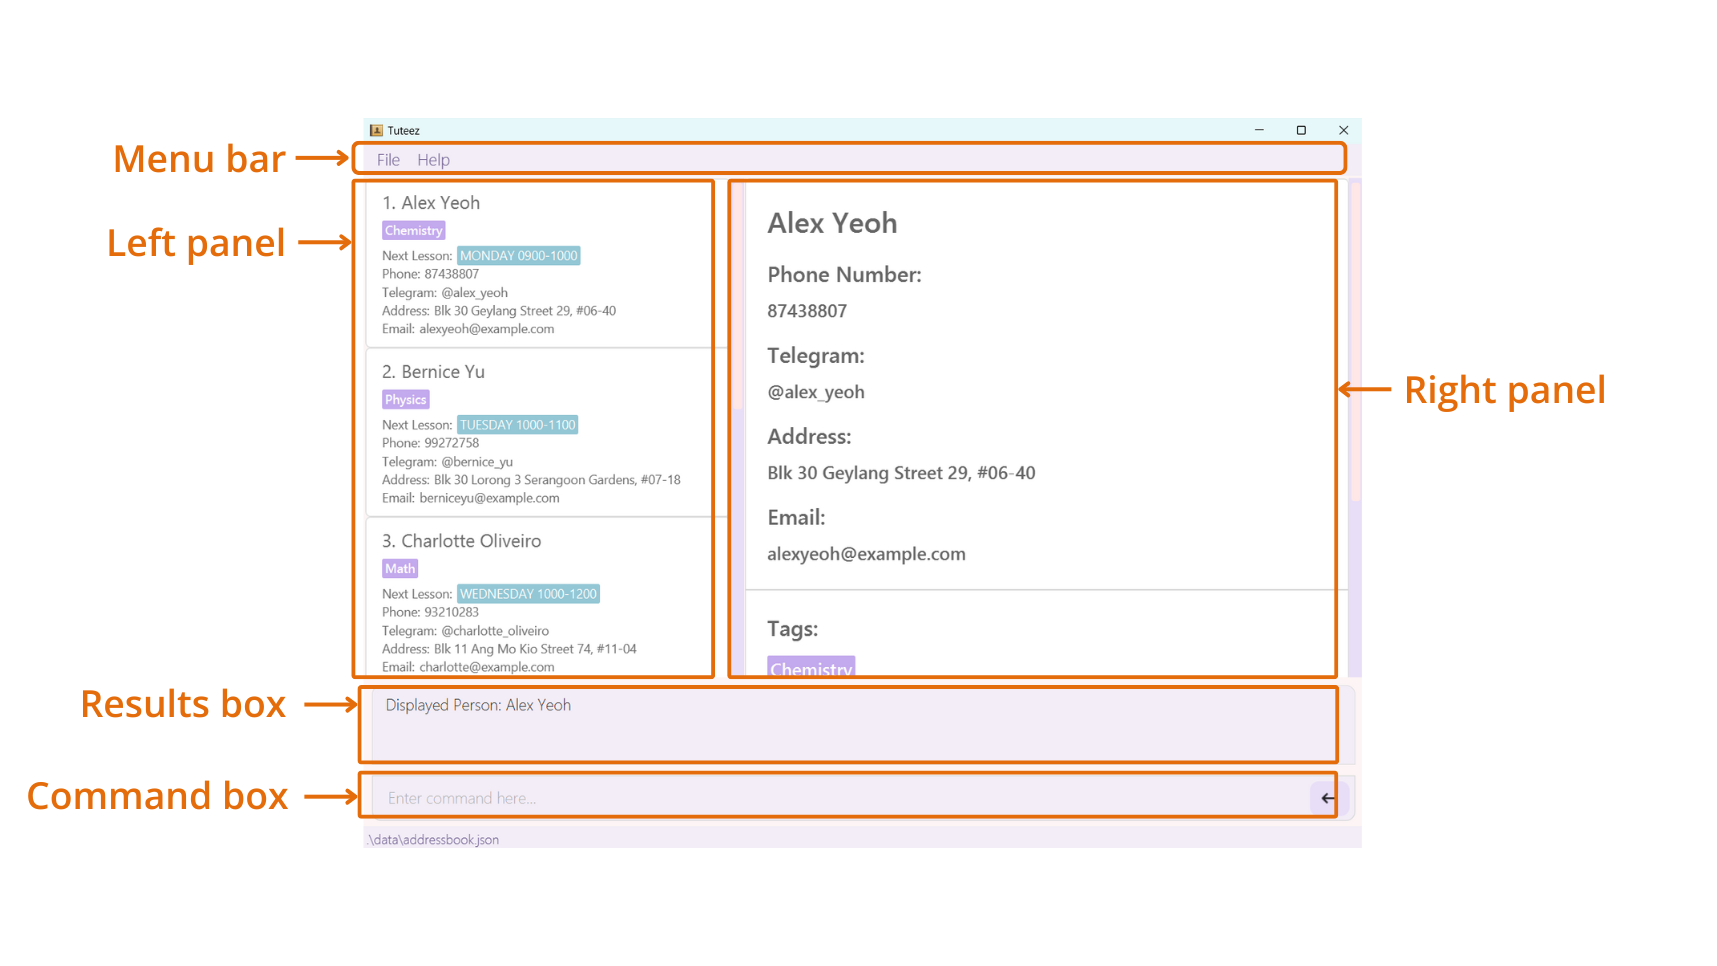 Tuteez
Menu bar
File Help
Left panel
1. Alex Yeoh
Chemistry
Next Lesson: MONDAY 0900-1000
Phone: 87438807
Telegram: @alex_yeoh
Address: Blk 30 Geylang Street 29, #06-40
Email: alexyeoh@example.com
2. Bernice Yu
Physics
Next Lesson: TUESDAY 1000-1100
Phone: 99272758
Telegram: @bernice_yu
Address: Blk 30 Lorong 3 Serangoon Gardens, #07-18
Email: berniceyu@example.com
3. Charlotte Oliveiro
Math
Next Lesson: WEDNESDAY 1000-1200
Phone: 93210283
Telegram: @charlotte_oliveiro
Address: Blk 11 Ang Mo Kio Street 74, #11-04
Email: charlotte@example.com
Alex Yeoh
Phone Number:
87438807
Telegram:
@alex_yeoh
Address:
Blk 30 Geylang Street 29, #06-40
Email:
alexyeoh@example.com
Tags:
Chemistry
Right panel
Results box
Displayed Person: Alex Yeoh
Command box
Enter command here...
.\data\addressbook.json